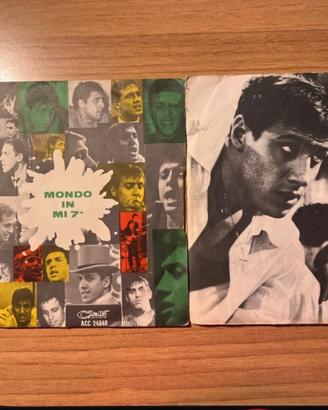 MONDO
IN
MI 7ª
Clan
ACC 24040